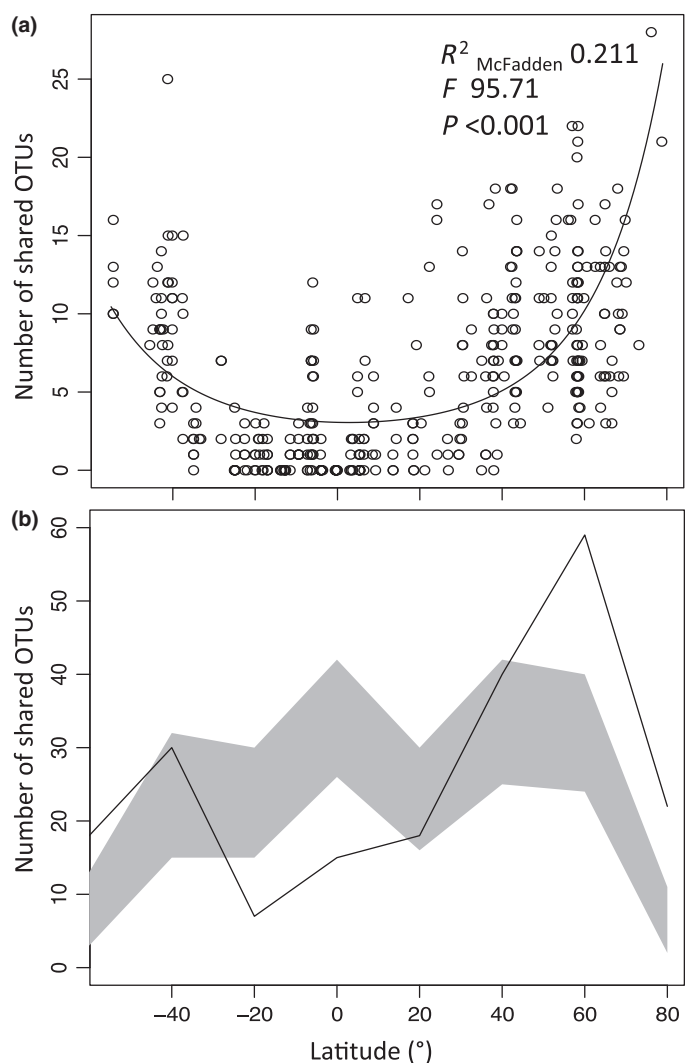 (a)
R² McFadden 0.211
F 95.71
P <0.001
Number of shared OTUs
25
20
15
10
5
0
(b)
Number of shared OTUs
60
50
40
30
20
10
0
−40 −20 0 20 40 60 80
Latitude (°)